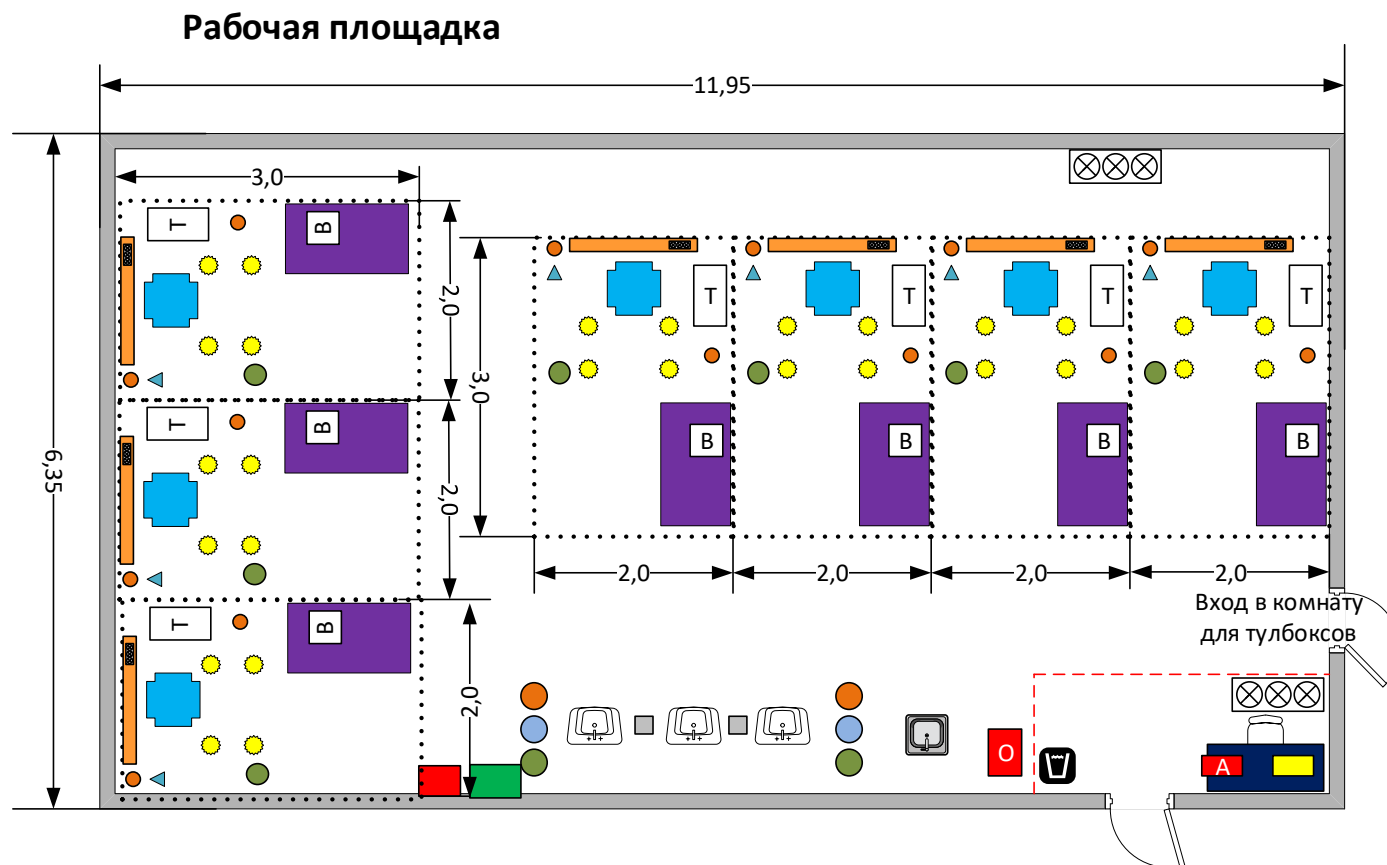 Рабочая площадка
11,95
6,35
3,0
Т
В
2,0
Т
В
2,0
Т
В
2,0
3,0
Т
В
Т
В
Т
В
Т
В
2,0
2,0
2,0
2,0
Вход в комнату
для тулбоксов
О
А